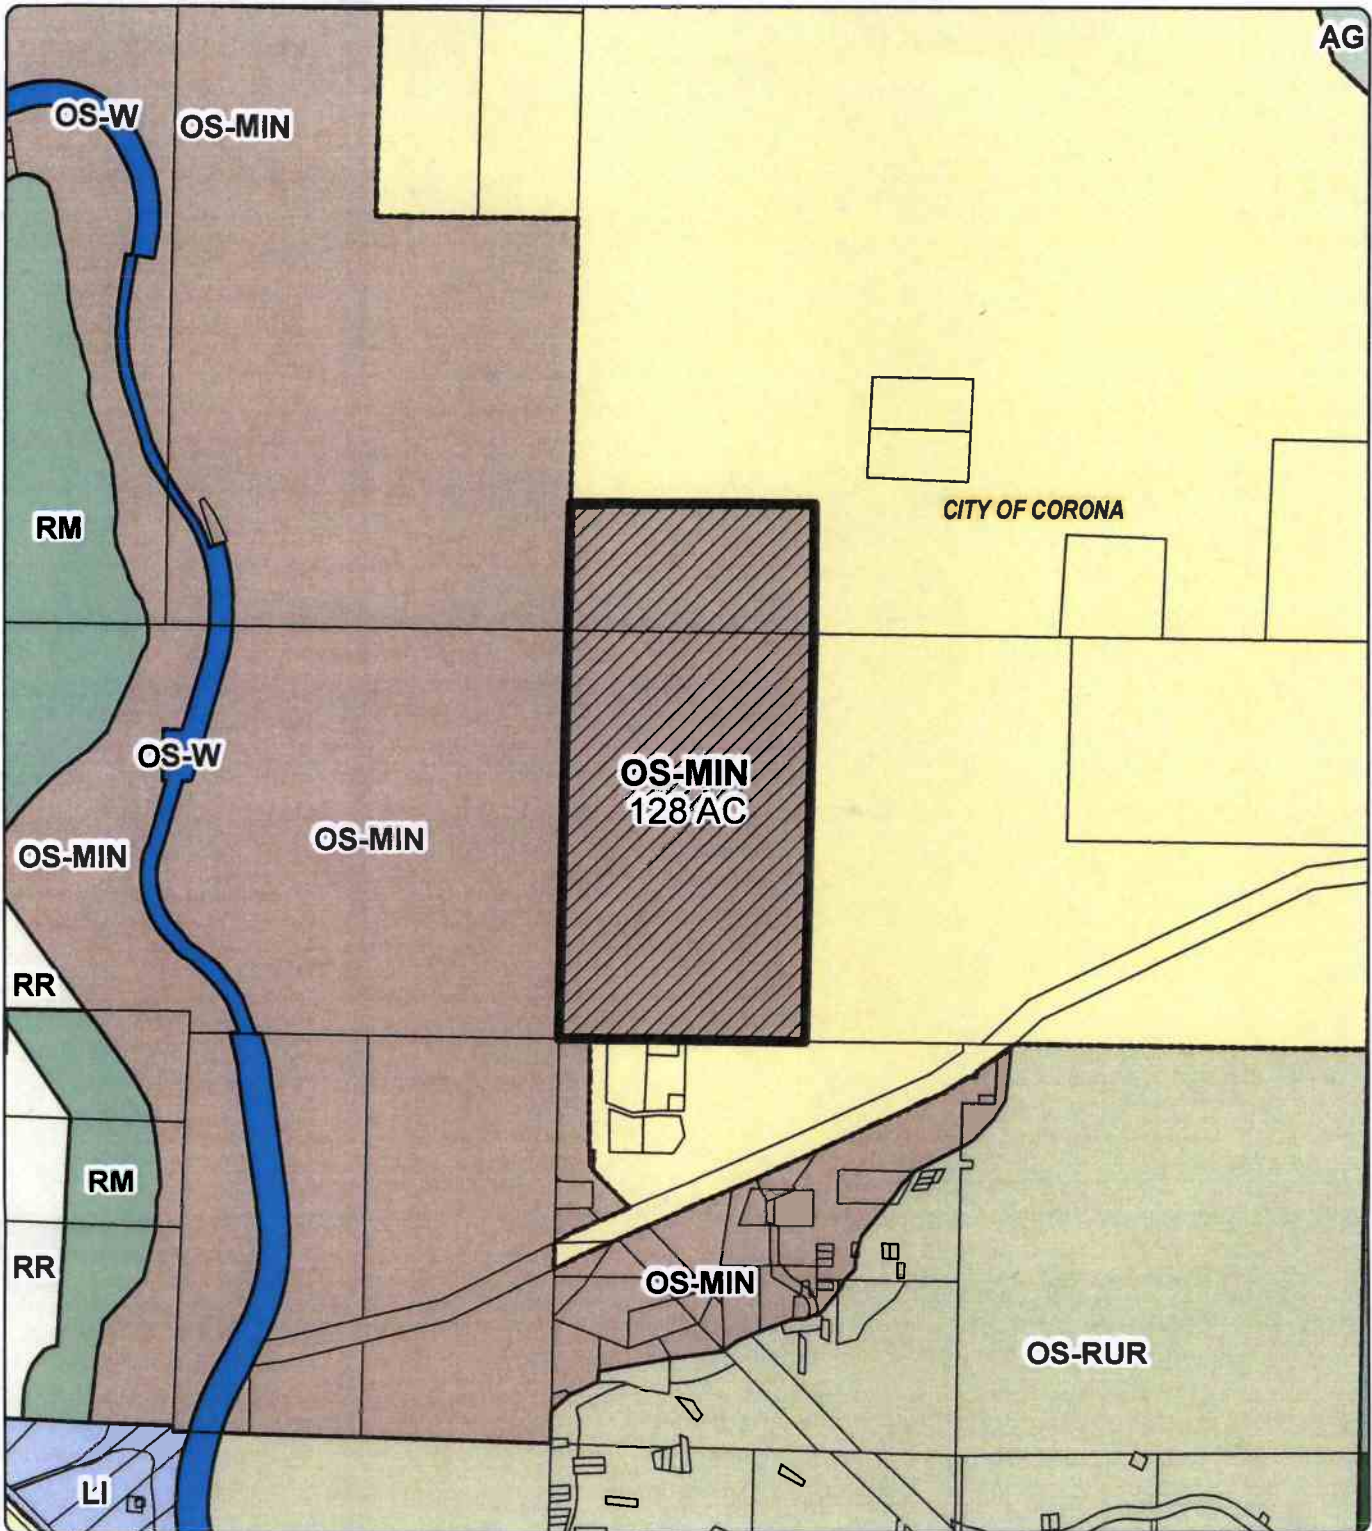 AG
OS-W
OS-MIN
CITY OF CORONA
RM
OS-W
OS-MIN
128 AC
OS-MIN
OS-MIN
RR
RM
RR
OS-MIN
OS-RUR
LI